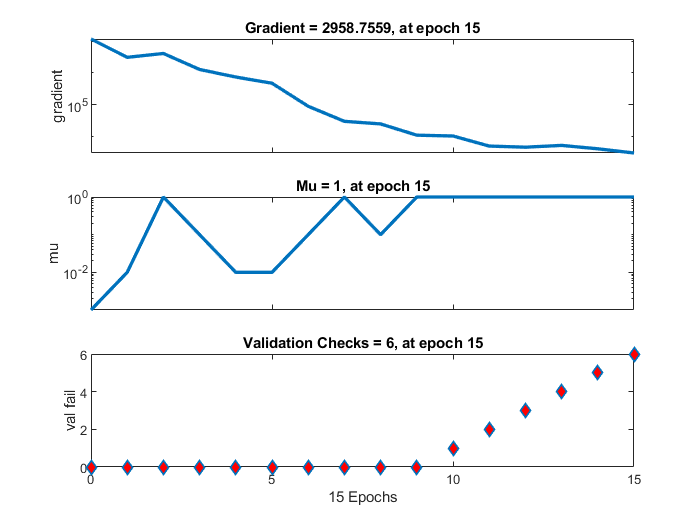 Gradient = 2958.7559, at epoch 15
gradient
10^5
Mu = 1, at epoch 15
mu
10^0
10^-2
Validation Checks = 6, at epoch 15
val fail
6
4
2
0
0 5 10 15
15 Epochs